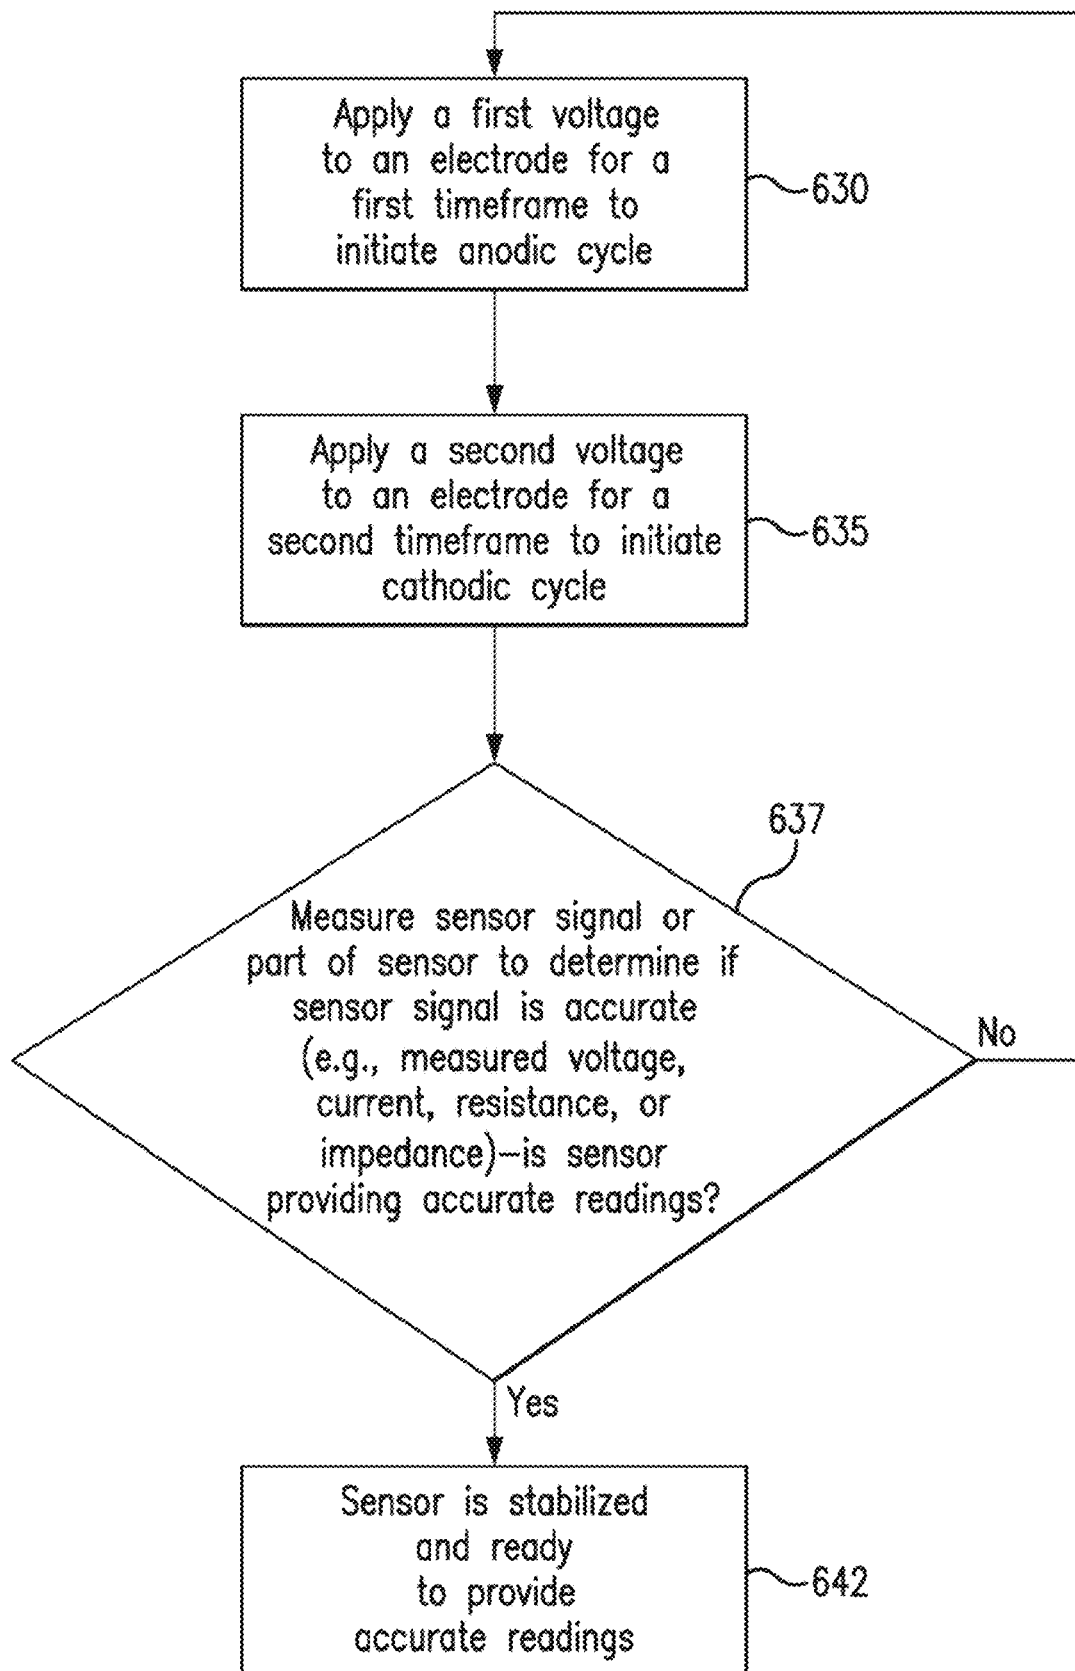 Apply a first voltage
to an electrode for a
first timeframe to
initiate anodic cycle
630
Apply a second voltage
to an electrode for a
second timeframe to initiate
cathodic cycle
635
637
Measure sensor signal or
part of sensor to determine if
sensor signal is accurate
(e.g., measured voltage,
current, resistance, or
impedance)–is sensor
providing accurate readings?
No
Yes
Sensor is stabilized
and ready
to provide
accurate readings
642